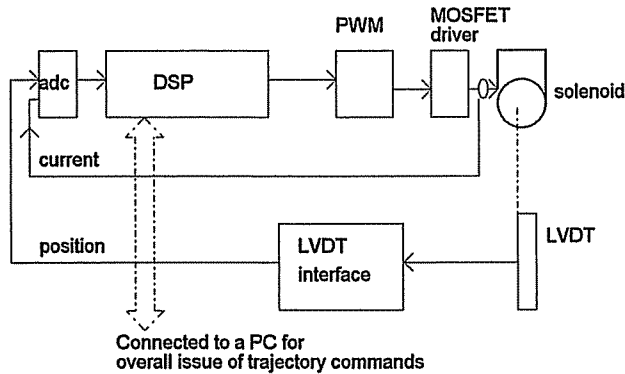 PWM
MOSFET
driver
adc
DSP
solenoid
current
position
LVDT
interface
LVDT
Connected to a PC for
overall issue of trajectory commands